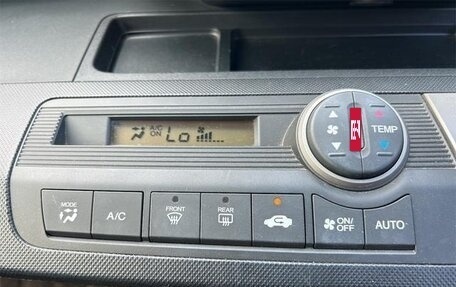 A/C
ON Lo
TEMP
MODE
A/C
FRONT
REAR
ON/
OFF
AUTO